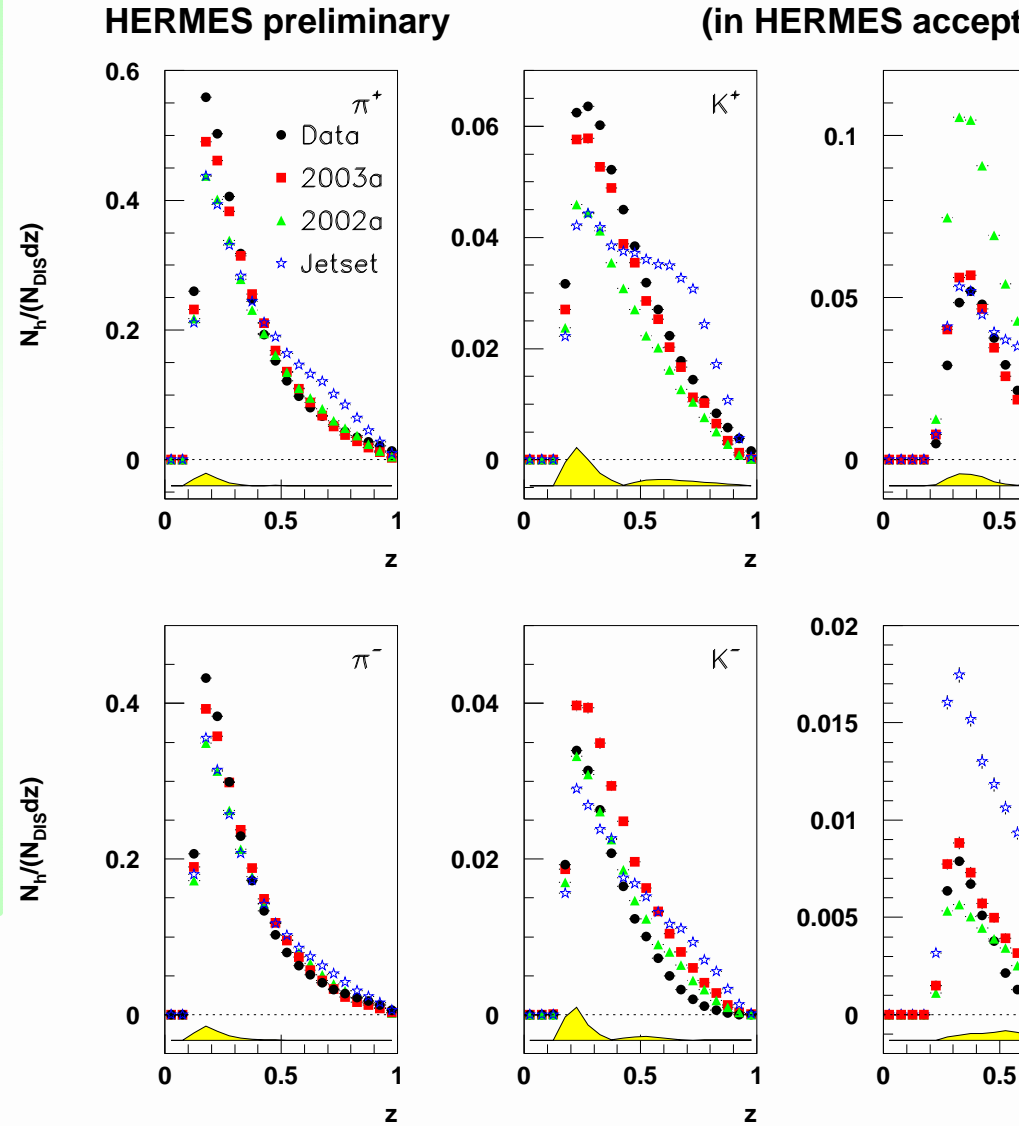 HERMES preliminary
(in HERMES accept
0.6
0.4
0.2
0
π⁺
Data
2003a
2002a
Jetset
N_h/(N_DIS dz)
0 0.5 1
z
0.06
0.04
0.02
0
K⁺
0 0.5 1
z
0.1
0.05
0
0 0.5
0.4
0.2
0
π⁻
N_h/(N_DIS dz)
0 0.5 1
z
0.04
0.02
0
K⁻
0 0.5 1
z
0.02
0.015
0.01
0.005
0
0 0.5